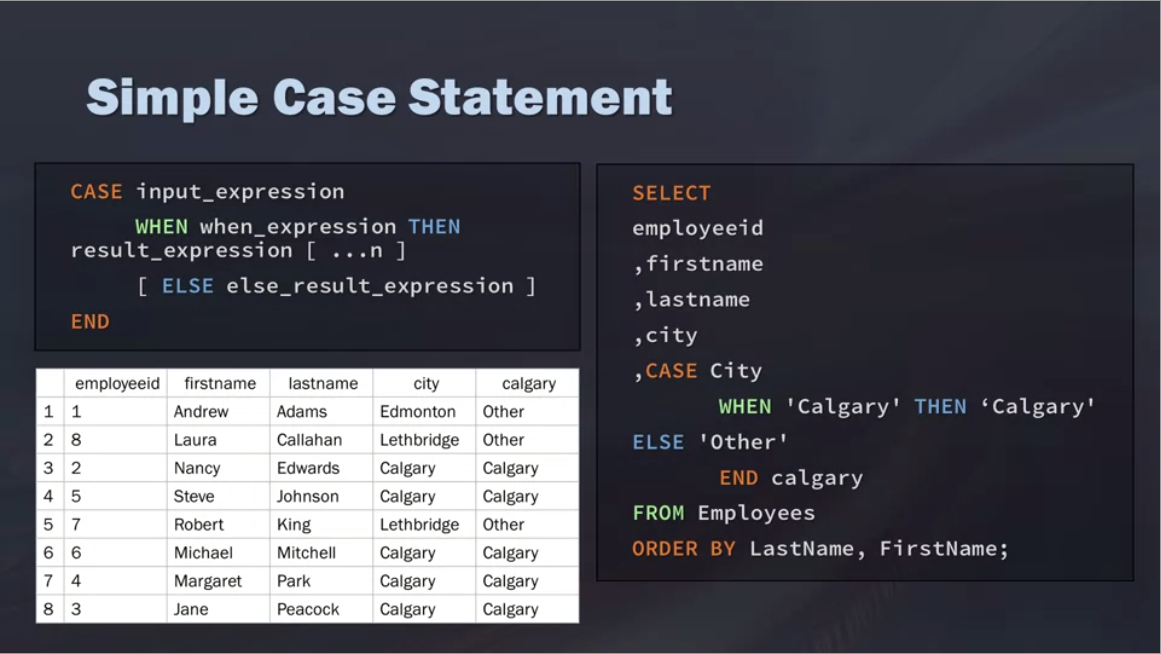 Simple Case Statement
CASE input_expression
WHEN when_expression THEN
result_expression [ ...n ]
[ ELSE else_result_expression ]
END
employeeid firstname lastname city calgary
1 1 Andrew Adams Edmonton Other
2 8 Laura Callahan Lethbridge Other
3 2 Nancy Edwards Calgary Calgary
4 5 Steve Johnson Calgary Calgary
5 7 Robert King Lethbridge Other
6 6 Michael Mitchell Calgary Calgary
7 4 Margaret Park Calgary Calgary
8 3 Jane Peacock Calgary Calgary
SELECT
employeeid
,firstname
,lastname
,city
,CASE City
WHEN 'Calgary' THEN ‘Calgary'
ELSE 'Other'
END calgary
FROM Employees
ORDER BY LastName, FirstName;